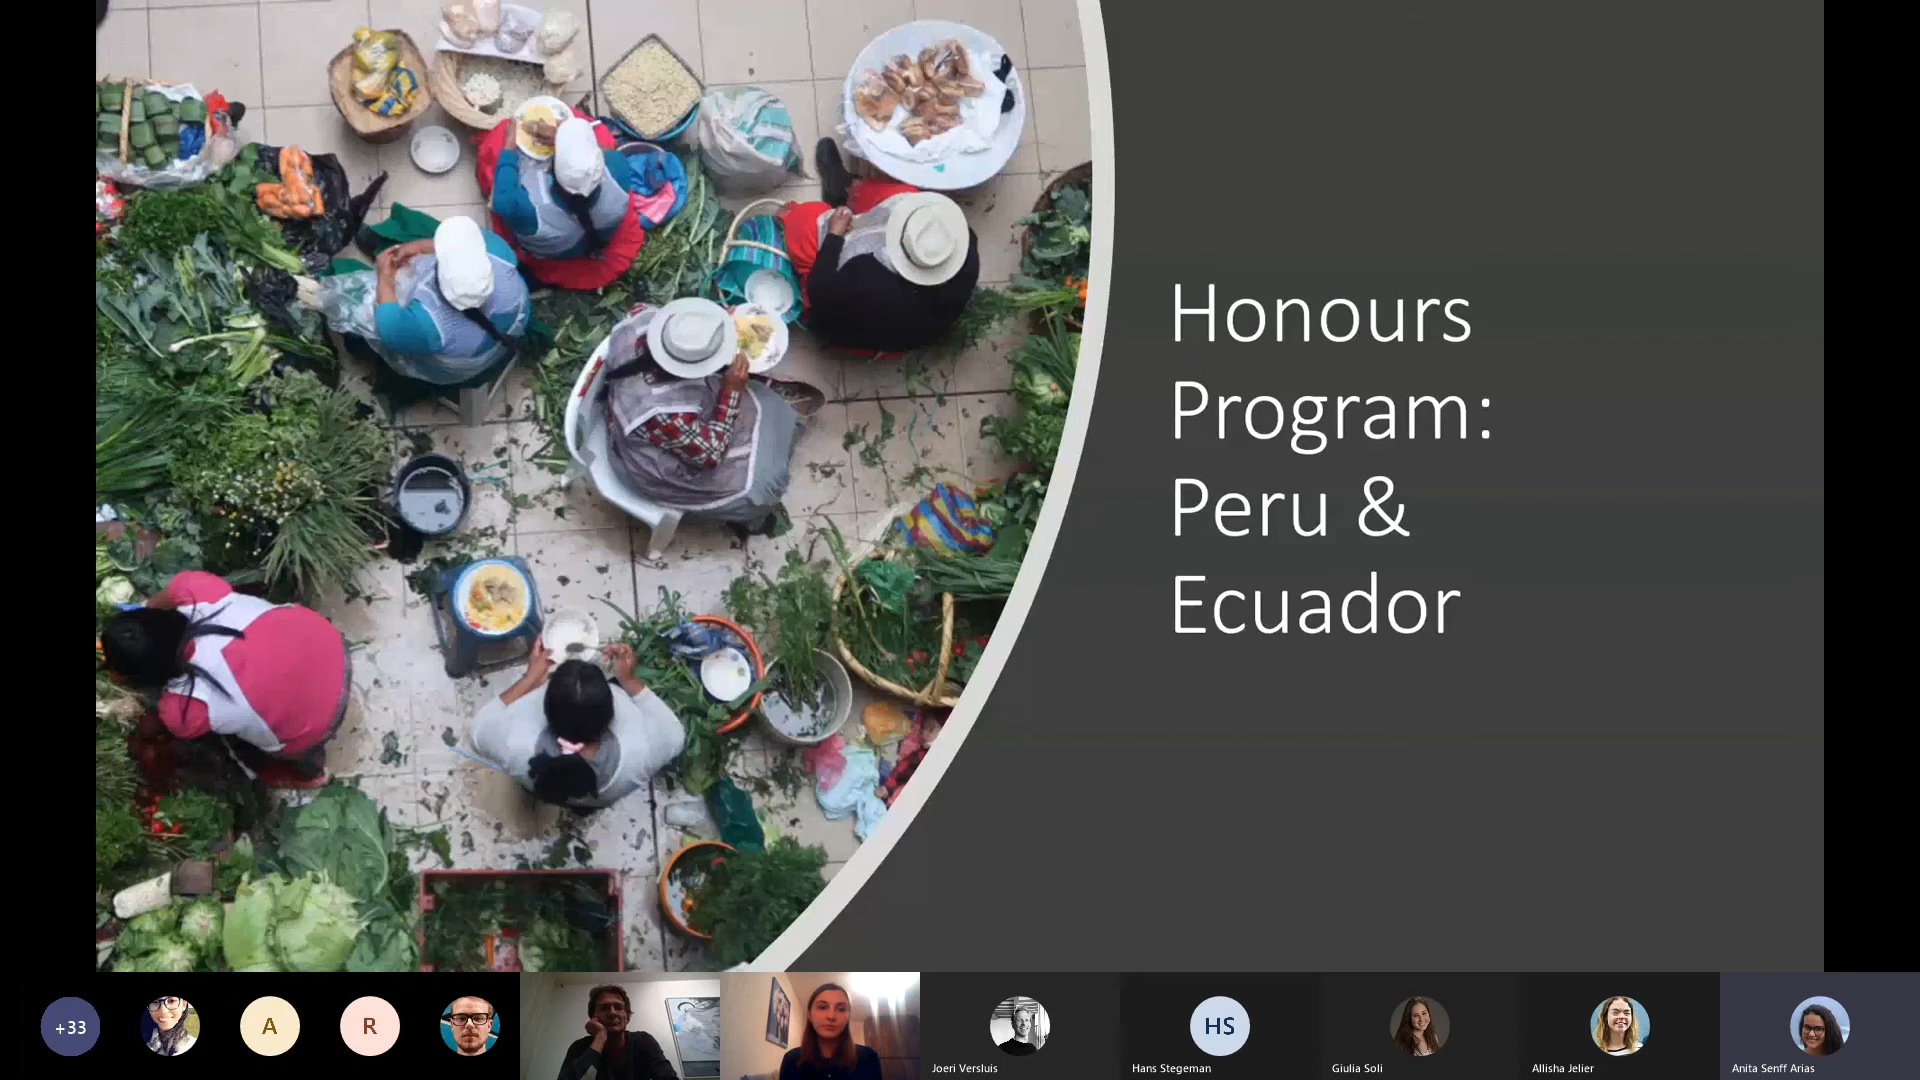 Honours
Program:
Peru &
Ecuador
+33
A
R
HS
Joeri Versluis
Hans Stegeman
Giulia Soli
Allisha Jelier
Anita Senff Arias